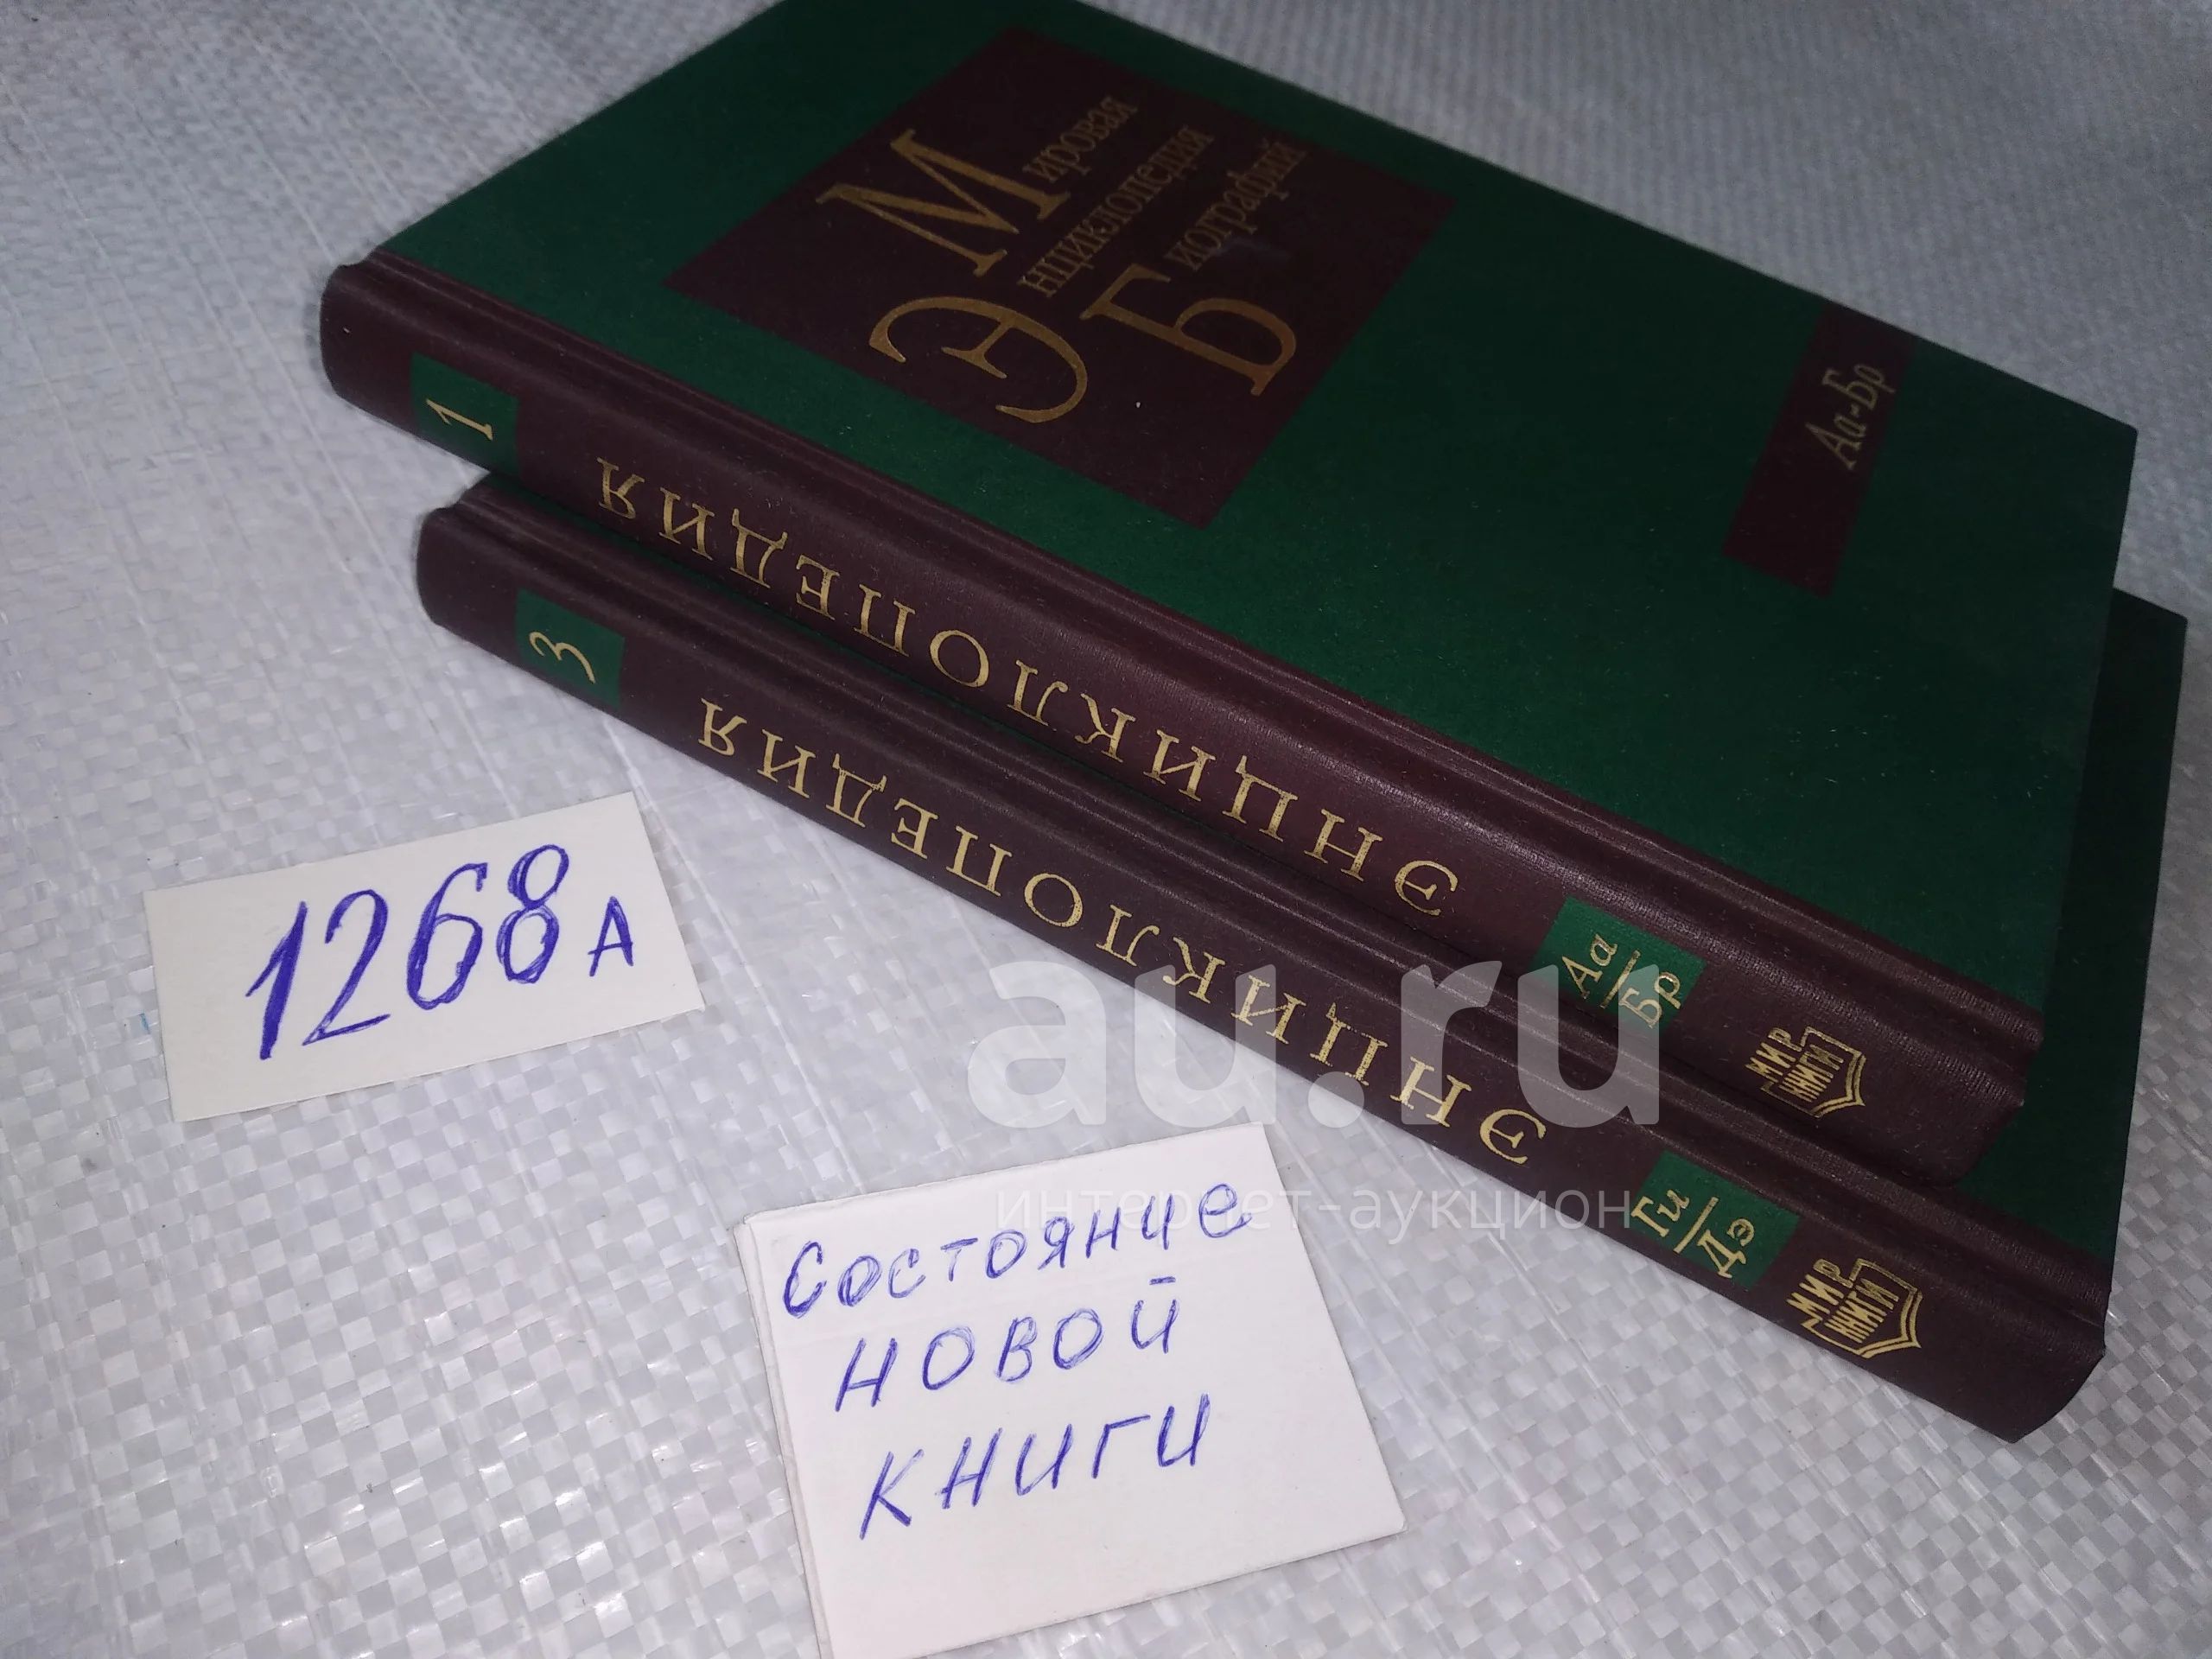 Мировая
Энциклопедия
Биографий
Аа-Бр
1
ЭНЦИКЛОПЕДИЯ
Аа
Бр
МИР
КНИГИ
3
ЭНЦИКЛОПЕДИЯ
Ги
Дэ
МИР
КНИГИ
1268А
Состояние
новой
книги
au.ru
интернет-аукцион